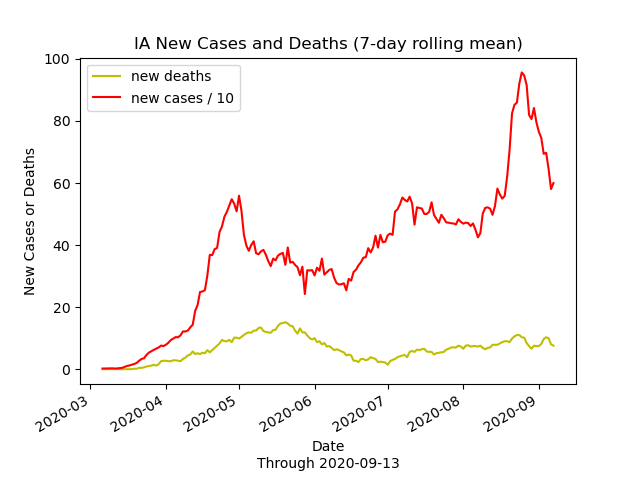 IA New Cases and Deaths (7-day rolling mean)
new deaths
new cases / 10
New Cases or Deaths
100
80
60
40
20
0
2020-03
2020-04
2020-05
2020-06
2020-07
2020-08
2020-09
Date
Through 2020-09-13